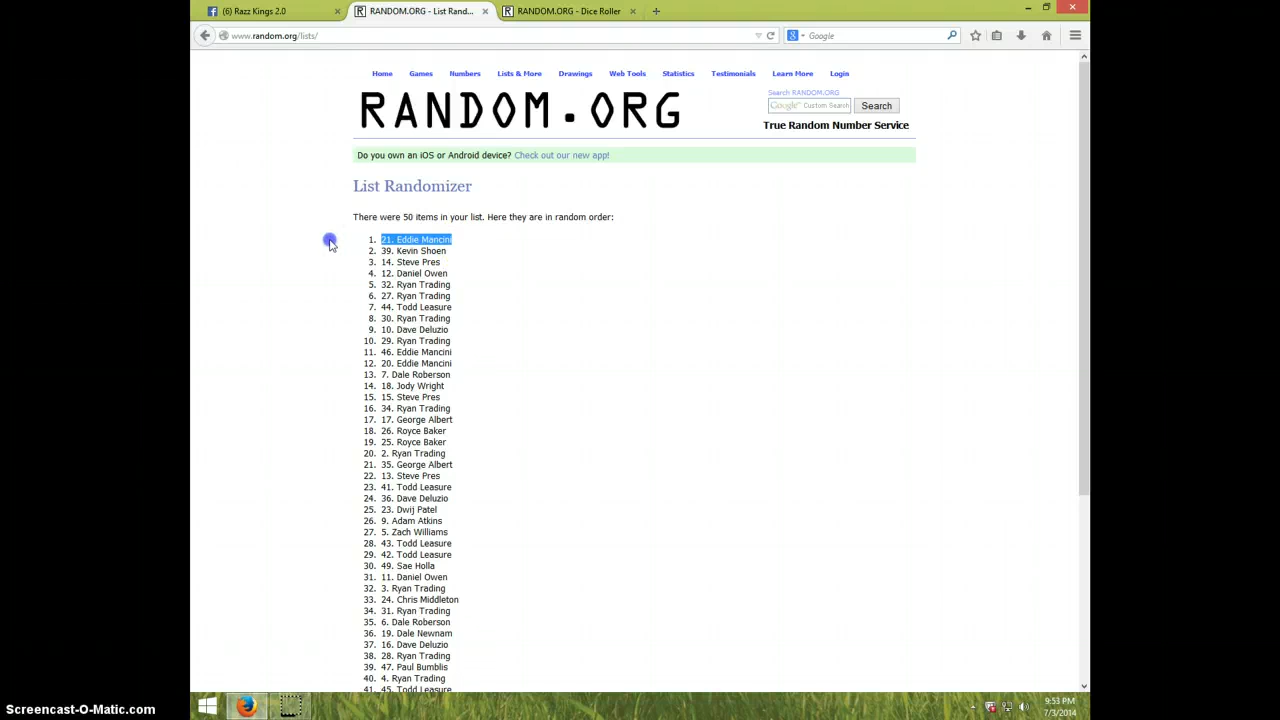 (6) Razz Kings 2.0
RANDOM.ORG - List Rand...
RANDOM.ORG - Dice Roller
www.random.org/lists/
Google
Home Games Numbers Lists & More Drawings Web Tools Statistics Testimonials Learn More Login
RANDOM.ORG
Search RANDOM.ORG
Google™ Custom Search
Search
True Random Number Service
Do you own an iOS or Android device? Check out our new app!
List Randomizer
There were 50 items in your list. Here they are in random order:
1. 21. Eddie Mancini
2. 39. Kevin Shoen
3. 14. Steve Pres
4. 12. Daniel Owen
5. 32. Ryan Trading
6. 27. Ryan Trading
7. 44. Todd Leasure
8. 30. Ryan Trading
9. 10. Dave Deluzio
10. 29. Ryan Trading
11. 46. Eddie Mancini
12. 20. Eddie Mancini
13. 7. Dale Roberson
14. 18. Jody Wright
15. 15. Steve Pres
16. 34. Ryan Trading
17. 17. George Albert
18. 26. Royce Baker
19. 25. Royce Baker
20. 2. Ryan Trading
21. 35. George Albert
22. 13. Steve Pres
23. 41. Todd Leasure
24. 36. Dave Deluzio
25. 23. Dwij Patel
26. 9. Adam Atkins
27. 5. Zach Williams
28. 43. Todd Leasure
29. 42. Todd Leasure
30. 49. Sae Holla
31. 11. Daniel Owen
32. 3. Ryan Trading
33. 24. Chris Middleton
34. 31. Ryan Trading
35. 6. Dale Roberson
36. 19. Dale Newnam
37. 16. Dave Deluzio
38. 28. Ryan Trading
39. 47. Paul Bumblis
40. 4. Ryan Trading
41. 45. Todd Leasure
9:53 PM
7/3/2014
Screencast-O-Matic.com